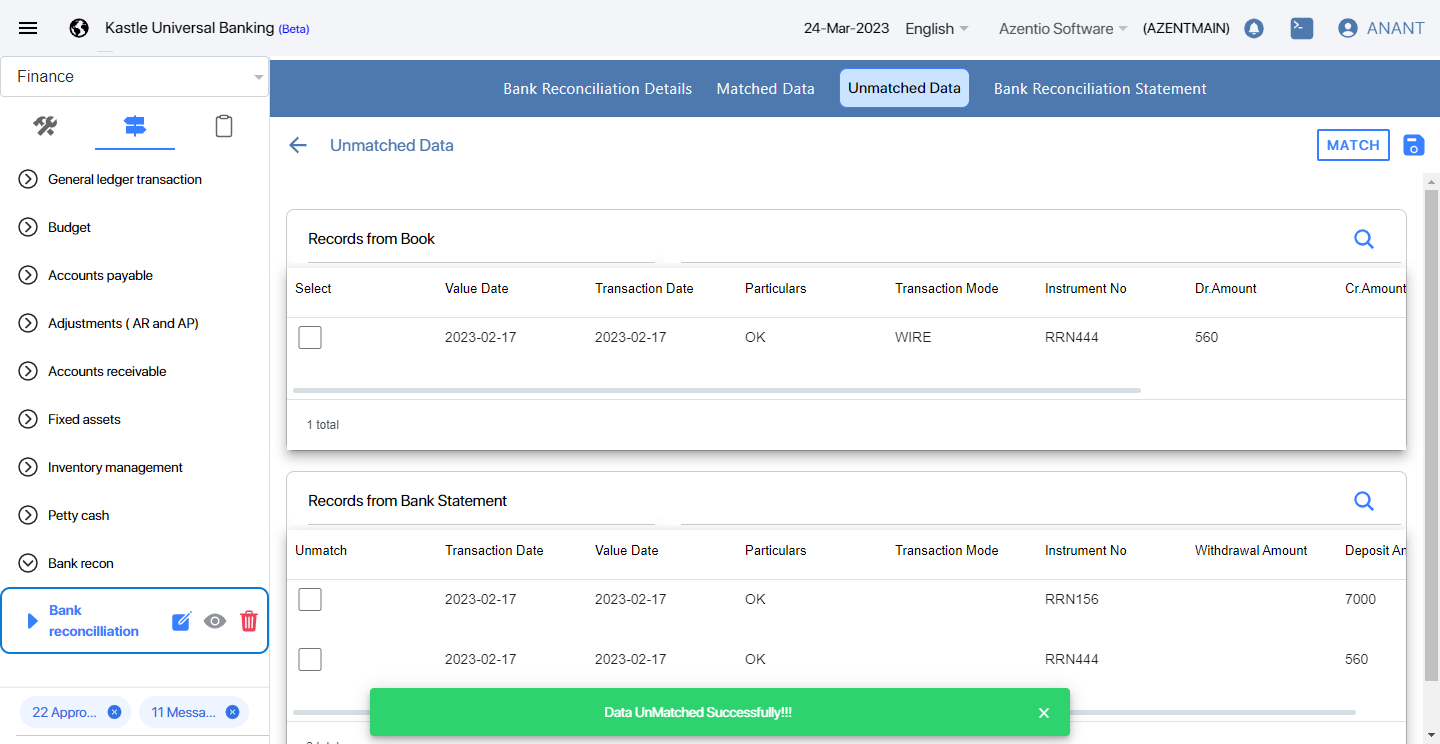 Kastle Universal Banking (Beta)
24-Mar-2023
English
Azentio Software
(AZENTMAIN)
ANANT
Finance
General ledger transaction
Budget
Accounts payable
Adjustments ( AR and AP)
Accounts receivable
Fixed assets
Inventory management
Petty cash
Bank recon
Bank
reconcilliation
22 Appro...
11 Messa...
Bank Reconciliation Details
Matched Data
Unmatched Data
Bank Reconciliation Statement
Unmatched Data
MATCH
Records from Book
Select Value Date Transaction Date Particulars Transaction Mode Instrument No Dr.Amount Cr.Amount
2023-02-17 2023-02-17 OK WIRE RRN444 560
1 total
Records from Bank Statement
Unmatch Transaction Date Value Date Particulars Transaction Mode Instrument No Withdrawal Amount Deposit
2023-02-17 2023-02-17 OK RRN156 7000
2023-02-17 2023-02-17 OK RRN444 560
Data UnMatched Successfully!!!